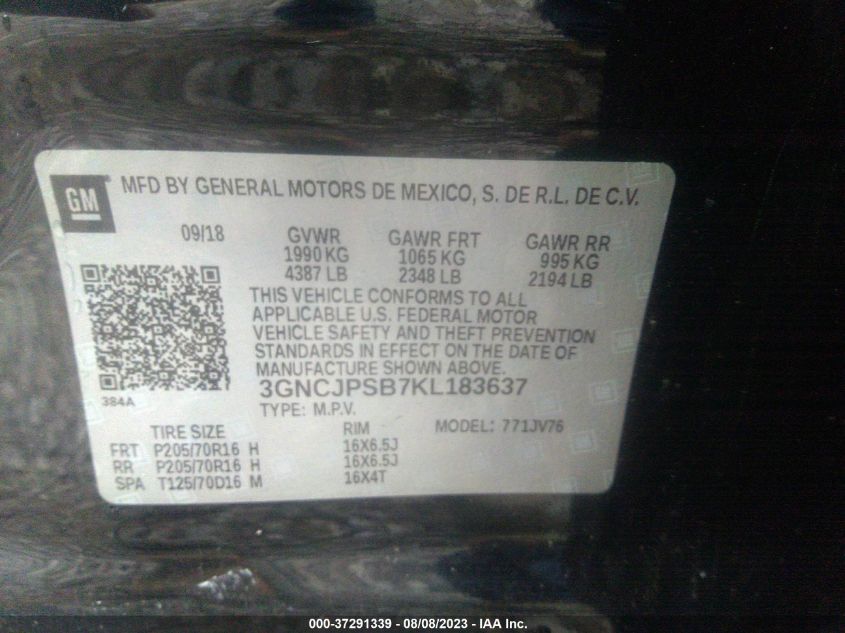 GM MFD BY GENERAL MOTORS DE MEXICO, S. DE R.L. DE C.V.
09/18 GVWR GAWR FRT GAWR RR
1990 KG 1065 KG 995 KG
4387 LB 2348 LB 2194 LB
THIS VEHICLE CONFORMS TO ALL
APPLICABLE U.S. FEDERAL MOTOR
VEHICLE SAFETY AND THEFT PREVENTION
STANDARDS IN EFFECT ON THE DATE OF
MANUFACTURE SHOWN ABOVE.
3GNCJPSB7KL183637
384A
TYPE: M.P.V.
TIRE SIZE RIM MODEL: 771JV76
FRT P205/70R16 H 16X6.5J
RR P205/70R16 H 16X6.5J
SPA T125/70D16 M 16X4T
000-37291339 - 08/08/2023 - IAA Inc.